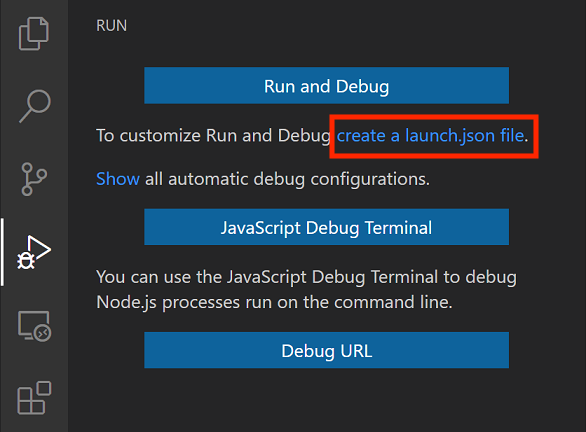 RUN
Run and Debug
To customize Run and Debug create a launch.json file.
Show all automatic debug configurations.
JavaScript Debug Terminal
You can use the JavaScript Debug Terminal to debug
Node.js processes run on the command line.
Debug URL